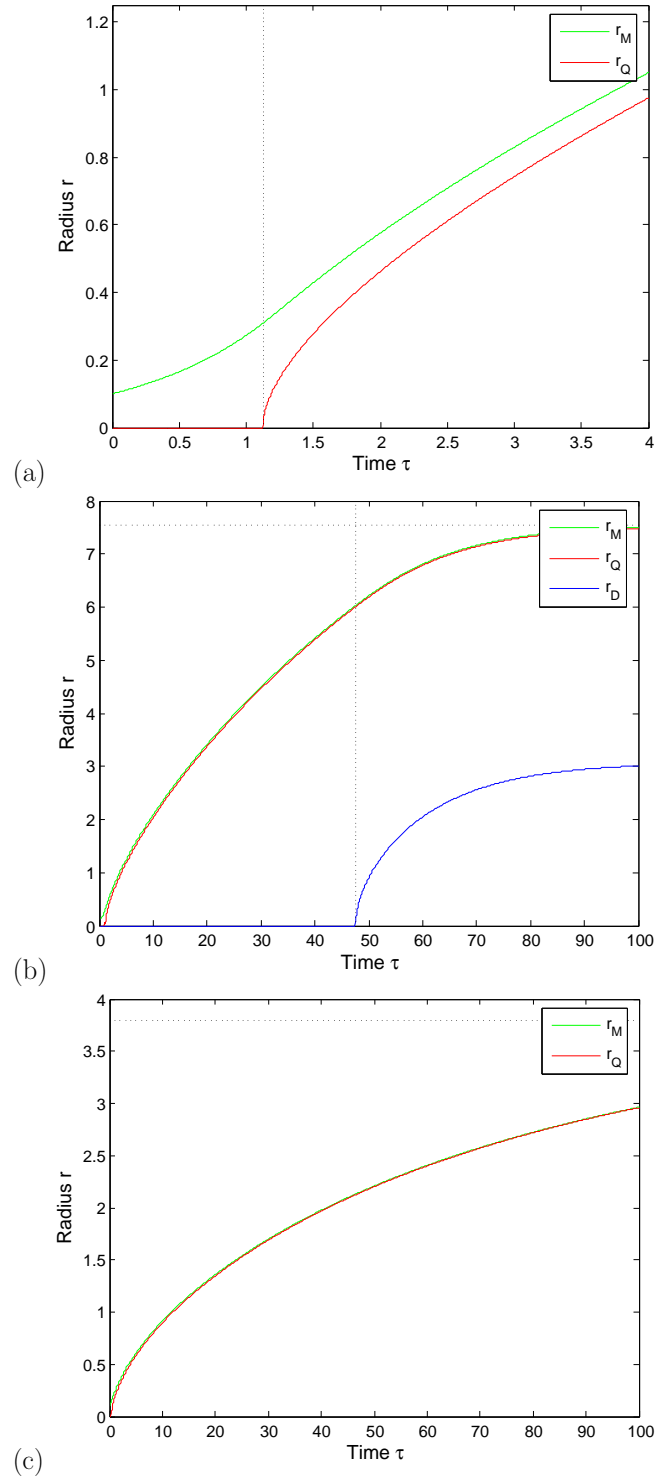 1.2
1
0.8
0.6
0.4
0.2
0
Radius r
r_M
r_Q
0 0.5 1 1.5 2 2.5 3 3.5 4
Time τ
(a)
8
7
6
5
4
3
2
1
0
Radius r
r_M
r_Q
r_D
0 10 20 30 40 50 60 70 80 90 100
Time τ
(b)
4
3.5
3
2.5
2
1.5
1
0.5
0
Radius r
r_M
r_Q
0 10 20 30 40 50 60 70 80 90 100
Time τ
(c)